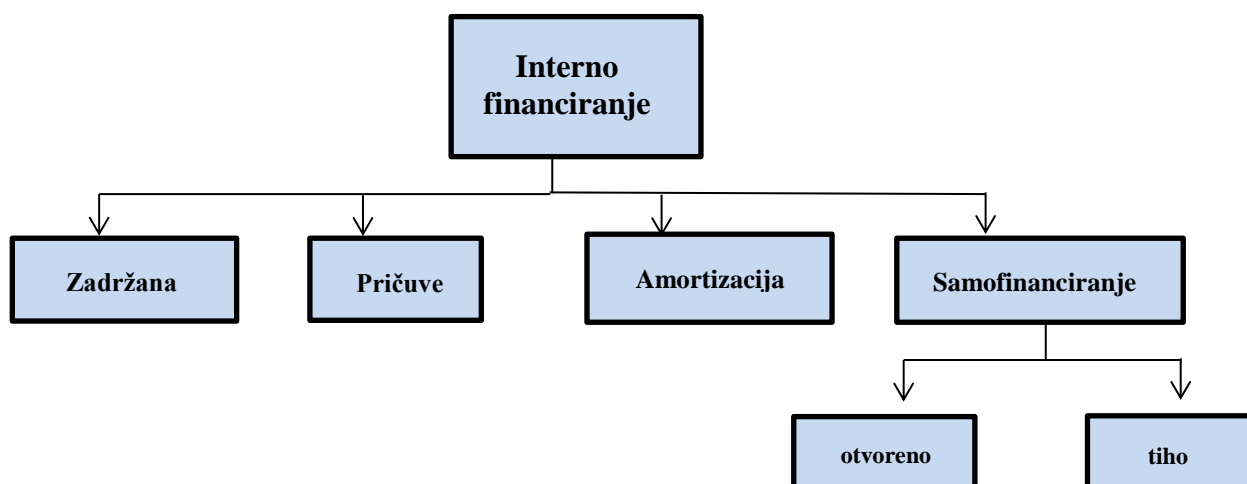 Interno
financiranje
Zadržana
Pričuve
Amortizacija
Samofinanciranje
otvoreno
tiho